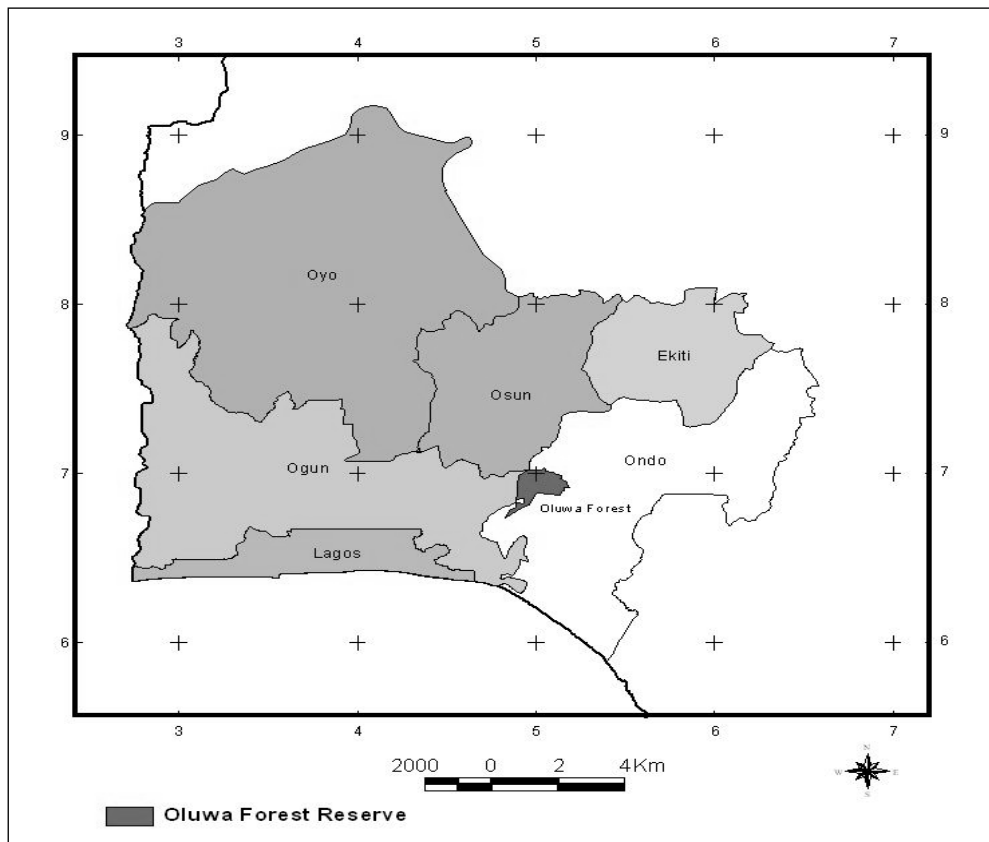 3 4 5 6 7
9 9
Oyo
8 8
Ekiti
Osun
Ogun Ondo
7 7
Oluwa Forest
Lagos
6 6
3 4 5 6 7
2000 0 2 4Km
N
W E
S
Oluwa Forest Reserve